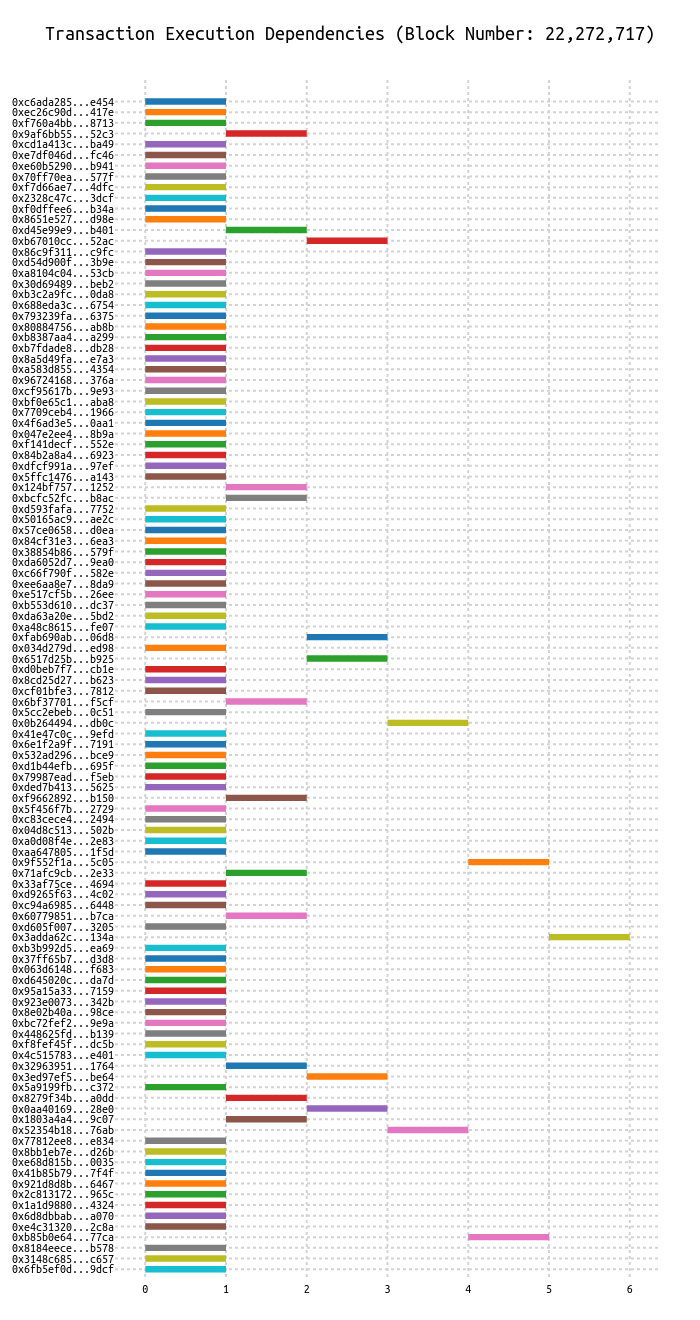 Transaction Execution Dependencies (Block Number: 22,272,717)
0xc6ada285...e454
0xec26c90d...417e
0xf760a4bb...8713
0x9af6bb55...52c3
0xcd1a413c...ba49
0xe7df046d...fc46
0xe60b5290...b941
0x70ff70ea...577f
0xf7d66ae7...4dfc
0x2328c47c...3dcf
0xf0dffee6...b34a
0x8651e527...d98e
0xd45e99e9...b401
0xb67010cc...52ac
0x86c9f311...c9fc
0xd54d900f...3b9e
0xa8104c04...53cb
0x30d69489...beb2
0xb3c2a9fc...0da8
0x688eda3c...6754
0x793239fa...6375
0x80884756...ab8b
0xb8387aa4...a299
0xb7fdade8...db28
0x8a5d49fa...e7a3
0xa583d855...4354
0x96724168...376a
0xcf95617b...9e93
0xbf0e65c1...aba8
0x7709ceb4...1966
0x4f6ad3e5...0aa1
0x047e2ee4...8b9a
0xf141decf...552e
0x84b2a8a4...6923
0xdfcf991a...97ef
0x5ffc1476...a143
0x124bf757...1252
0xbcfc52fc...b8ac
0xd593fafa...7752
0x50165ac9...ae2c
0x57ce0658...d0ea
0x84cf31e3...6ea3
0x38854b86...579f
0xda6052d7...9ea0
0xc66f790f...582e
0xee6aa8e7...8da9
0xe517cf5b...26ee
0xb553d610...dc37
0xda63a20e...5bd2
0xa48c8615...fe07
0xfab690ab...06d8
0x034d279d...ed98
0x6517d25b...b925
0xd0beb7f7...cb1e
0x8cd25d27...b623
0xcf01bfe3...7812
0x6bf37701...f5cf
0x5cc2ebeb...0c51
0x0b264494...db0c
0x41e47c0c...9efd
0x6e1f2a9f...7191
0x532ad296...bce9
0xd1b44efb...695f
0x79987ead...f5eb
0xded7b413...5625
0xf9662892...b150
0x5f456f7b...2729
0xc83cece4...2494
0x04d8c513...502b
0xa0d08f4e...2e83
0xaa647805...1f5d
0x9f552f1a...5c05
0x71afc9cb...2e33
0x33af75ce...4694
0xd9265f63...4c02
0xc94a6985...6448
0x60779851...b7ca
0xd605f007...3205
0x3adda62c...134a
0xb3b992d5...ea69
0x37ff65b7...d3d8
0x063d6148...f683
0xd645020c...da7d
0x95a15a33...7159
0x923e0073...342b
0x8e02b40a...98ce
0xbc72fef2...9e9a
0x448625fd...b139
0xf8fef45f...dc5b
0x4c515783...e401
0x32963951...1764
0x3ed97ef5...be64
0x5a9199fb...c372
0x8279f34b...a0dd
0x0aa40169...28e0
0x1803a4a4...9c07
0x52354b18...76ab
0x77812ee8...e834
0x8bb1eb7e...d26b
0xe68d815b...0035
0x41b85b79...7f4f
0x921d8d8b...6467
0x2c813172...965c
0x1a1d9880...4324
0x6d8dbbab...a070
0xe4c31320...2c8a
0xb85b0e64...77ca
0x8184eece...b578
0x3148c685...c657
0x6fb5ef0d...9dcf
0 1 2 3 4 5 6